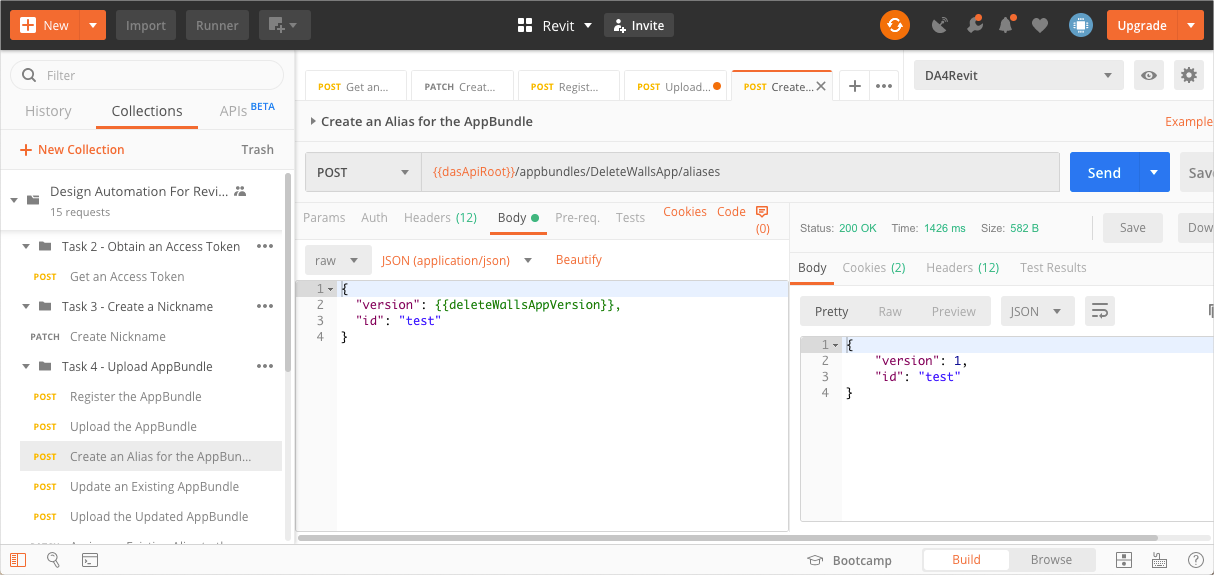 New
Import
Runner
Revit
Invite
Upgrade
Filter
History
Collections
APIs BETA
New Collection
Trash
Design Automation For Revi...
15 requests
Task 2 - Obtain an Access Token
POST Get an Access Token
Task 3 - Create a Nickname
PATCH Create Nickname
Task 4 - Upload AppBundle
POST Register the AppBundle
POST Upload the AppBundle
POST Create an Alias for the AppBun...
POST Update an Existing AppBundle
POST Upload the Updated AppBundle
POST Get an...
PATCH Creat...
POST Regist...
POST Upload...
POST Create...
DA4Revit
Create an Alias for the AppBundle
Example
POST
{{dasApiRoot}}/appbundles/DeleteWallsApp/aliases
Send
Save
Params
Auth
Headers (12)
Body
Pre-req.
Tests
Cookies
Code
(0)
raw
JSON (application/json)
Beautify
1 {
2 "version": {{deleteWallsAppVersion}},
3 "id": "test"
4 }
Status: 200 OK
Time: 1426 ms
Size: 582 B
Save
Dow
Body
Cookies (2)
Headers (12)
Test Results
Pretty
Raw
Preview
JSON
1 {
2 "version": 1,
3 "id": "test"
4 }
Bootcamp
Build
Browse